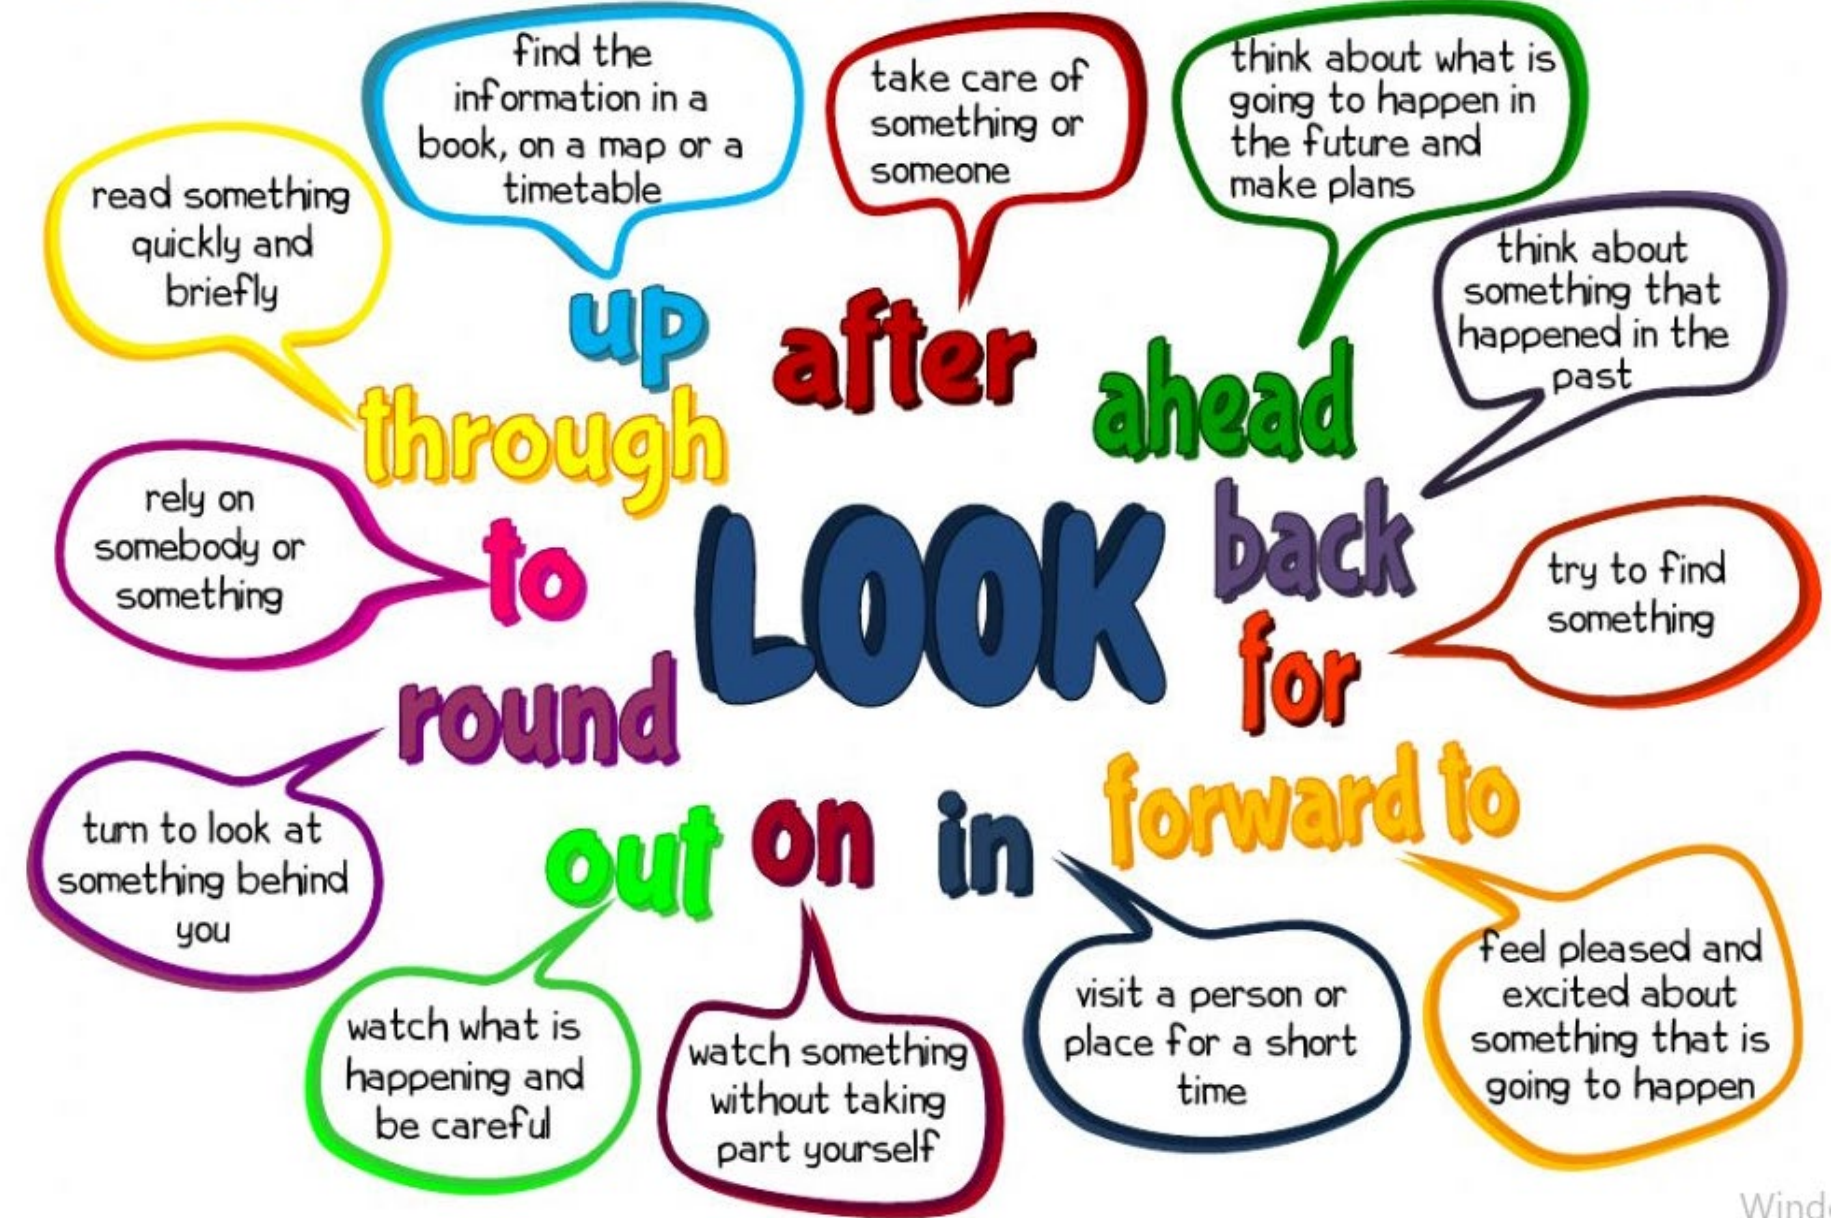 find the
information in a
book, on a map or a
timetable
take care of
something or
someone
think about what is
going to happen in
the future and
make plans
read something
quickly and
briefly
think about
something that
happened in the
past
up
after
ahead
through
back
rely on
somebody or
something
to
LOOK
try to find
something
for
round
forward to
turn to look at
something behind
you
out
on
in
watch what is
happening and
be careful
watch something
without taking
part yourself
visit a person or
place for a short
time
feel pleased and
excited about
something that is
going to happen